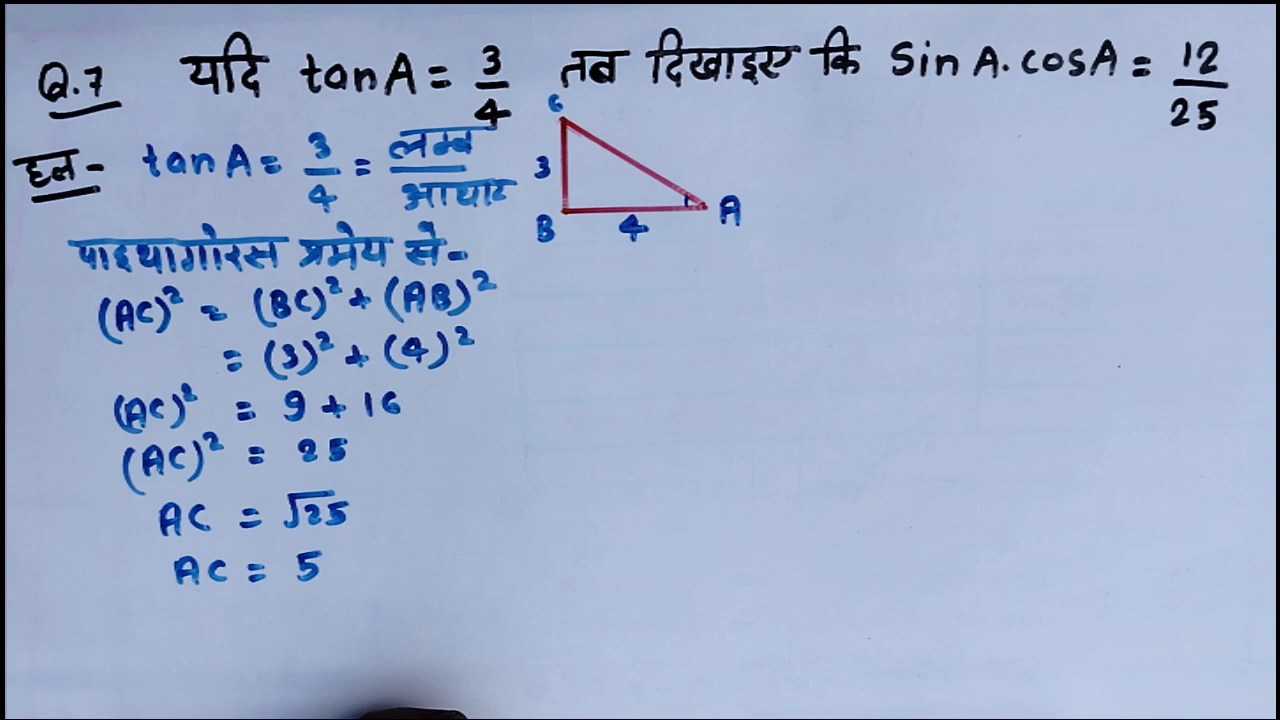 Q.7 यदि tanA = 3/4 तब दिखाइए कि SinA.cosA = 12/25
हल- tanA = 3/4 = लम्ब/आधार
C
3
B 4 A
पाइथागोरस प्रमेय से-
(AC)² = (BC)² + (AB)²
= (3)² + (4)²
(AC)² = 9 + 16
(AC)² = 25
AC = √25
AC = 5